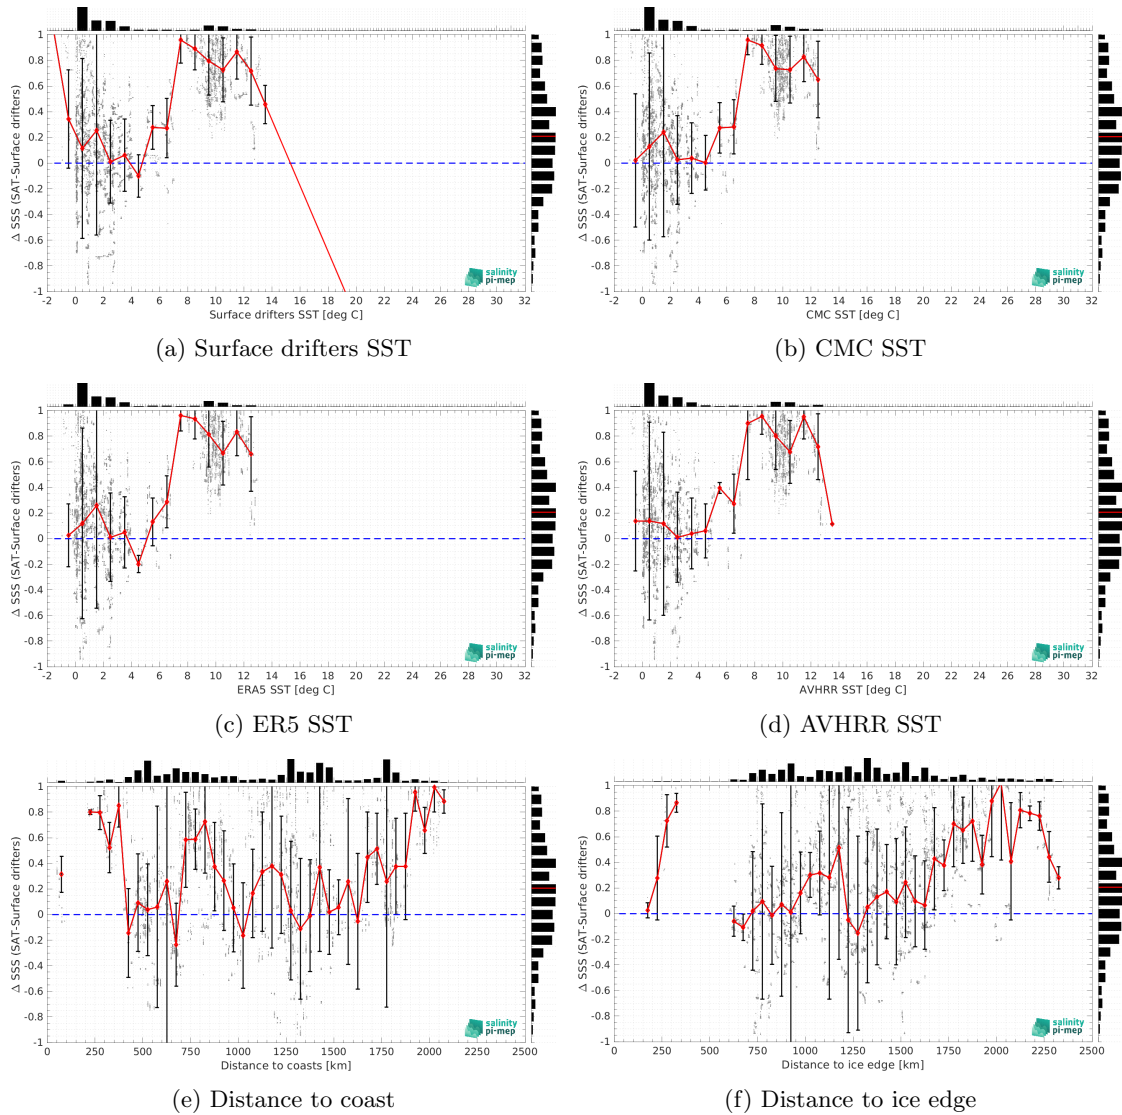 1
0.8
0.6
0.4
0.2
0
-0.2
-0.4
-0.6
-0.8
-1
Δ SSS (SAT-Surface drifters)
salinity
pi-mep
-2 0 2 4 6 8 10 12 14 16 18 20 22 24 26 28 30 32
Surface drifters SST [deg C]
(a) Surface drifters SST
1
0.8
0.6
0.4
0.2
0
-0.2
-0.4
-0.6
-0.8
-1
Δ SSS (SAT-Surface drifters)
salinity
pi-mep
-2 0 2 4 6 8 10 12 14 16 18 20 22 24 26 28 30 32
CMC SST [deg C]
(b) CMC SST
1
0.8
0.6
0.4
0.2
0
-0.2
-0.4
-0.6
-0.8
-1
Δ SSS (SAT-Surface drifters)
salinity
pi-mep
-2 0 2 4 6 8 10 12 14 16 18 20 22 24 26 28 30 32
ERA5 SST [deg C]
(c) ER5 SST
1
0.8
0.6
0.4
0.2
0
-0.2
-0.4
-0.6
-0.8
-1
Δ SSS (SAT-Surface drifters)
salinity
pi-mep
-2 0 2 4 6 8 10 12 14 16 18 20 22 24 26 28 30 32
AVHRR SST [deg C]
(d) AVHRR SST
1
0.8
0.6
0.4
0.2
0
-0.2
-0.4
-0.6
-0.8
-1
Δ SSS (SAT-Surface drifters)
salinity
pi-mep
0 250 500 750 1000 1250 1500 1750 2000 2250 2500
Distance to coasts [km]
(e) Distance to coast
1
0.8
0.6
0.4
0.2
0
-0.2
-0.4
-0.6
-0.8
-1
Δ SSS (SAT-Surface drifters)
salinity
pi-mep
0 250 500 750 1000 1250 1500 1750 2000 2250 2500
Distance to ice edge [km]
(f) Distance to ice edge